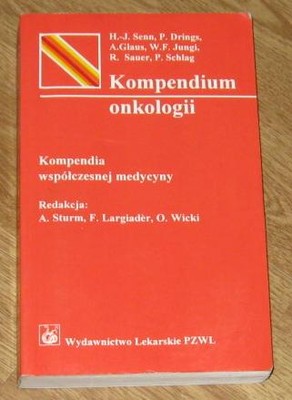 H.-J. Senn, P. Drings,
A.Glaus, W.F. Jungi,
R. Sauer, P. Schlag
Kompendium
onkologii
Kompendia
współczesnej medycyny
Redakcja:
A. Sturm, F. Largiadèr, O. Wicki
Wydawnictwo Lekarskie PZWL